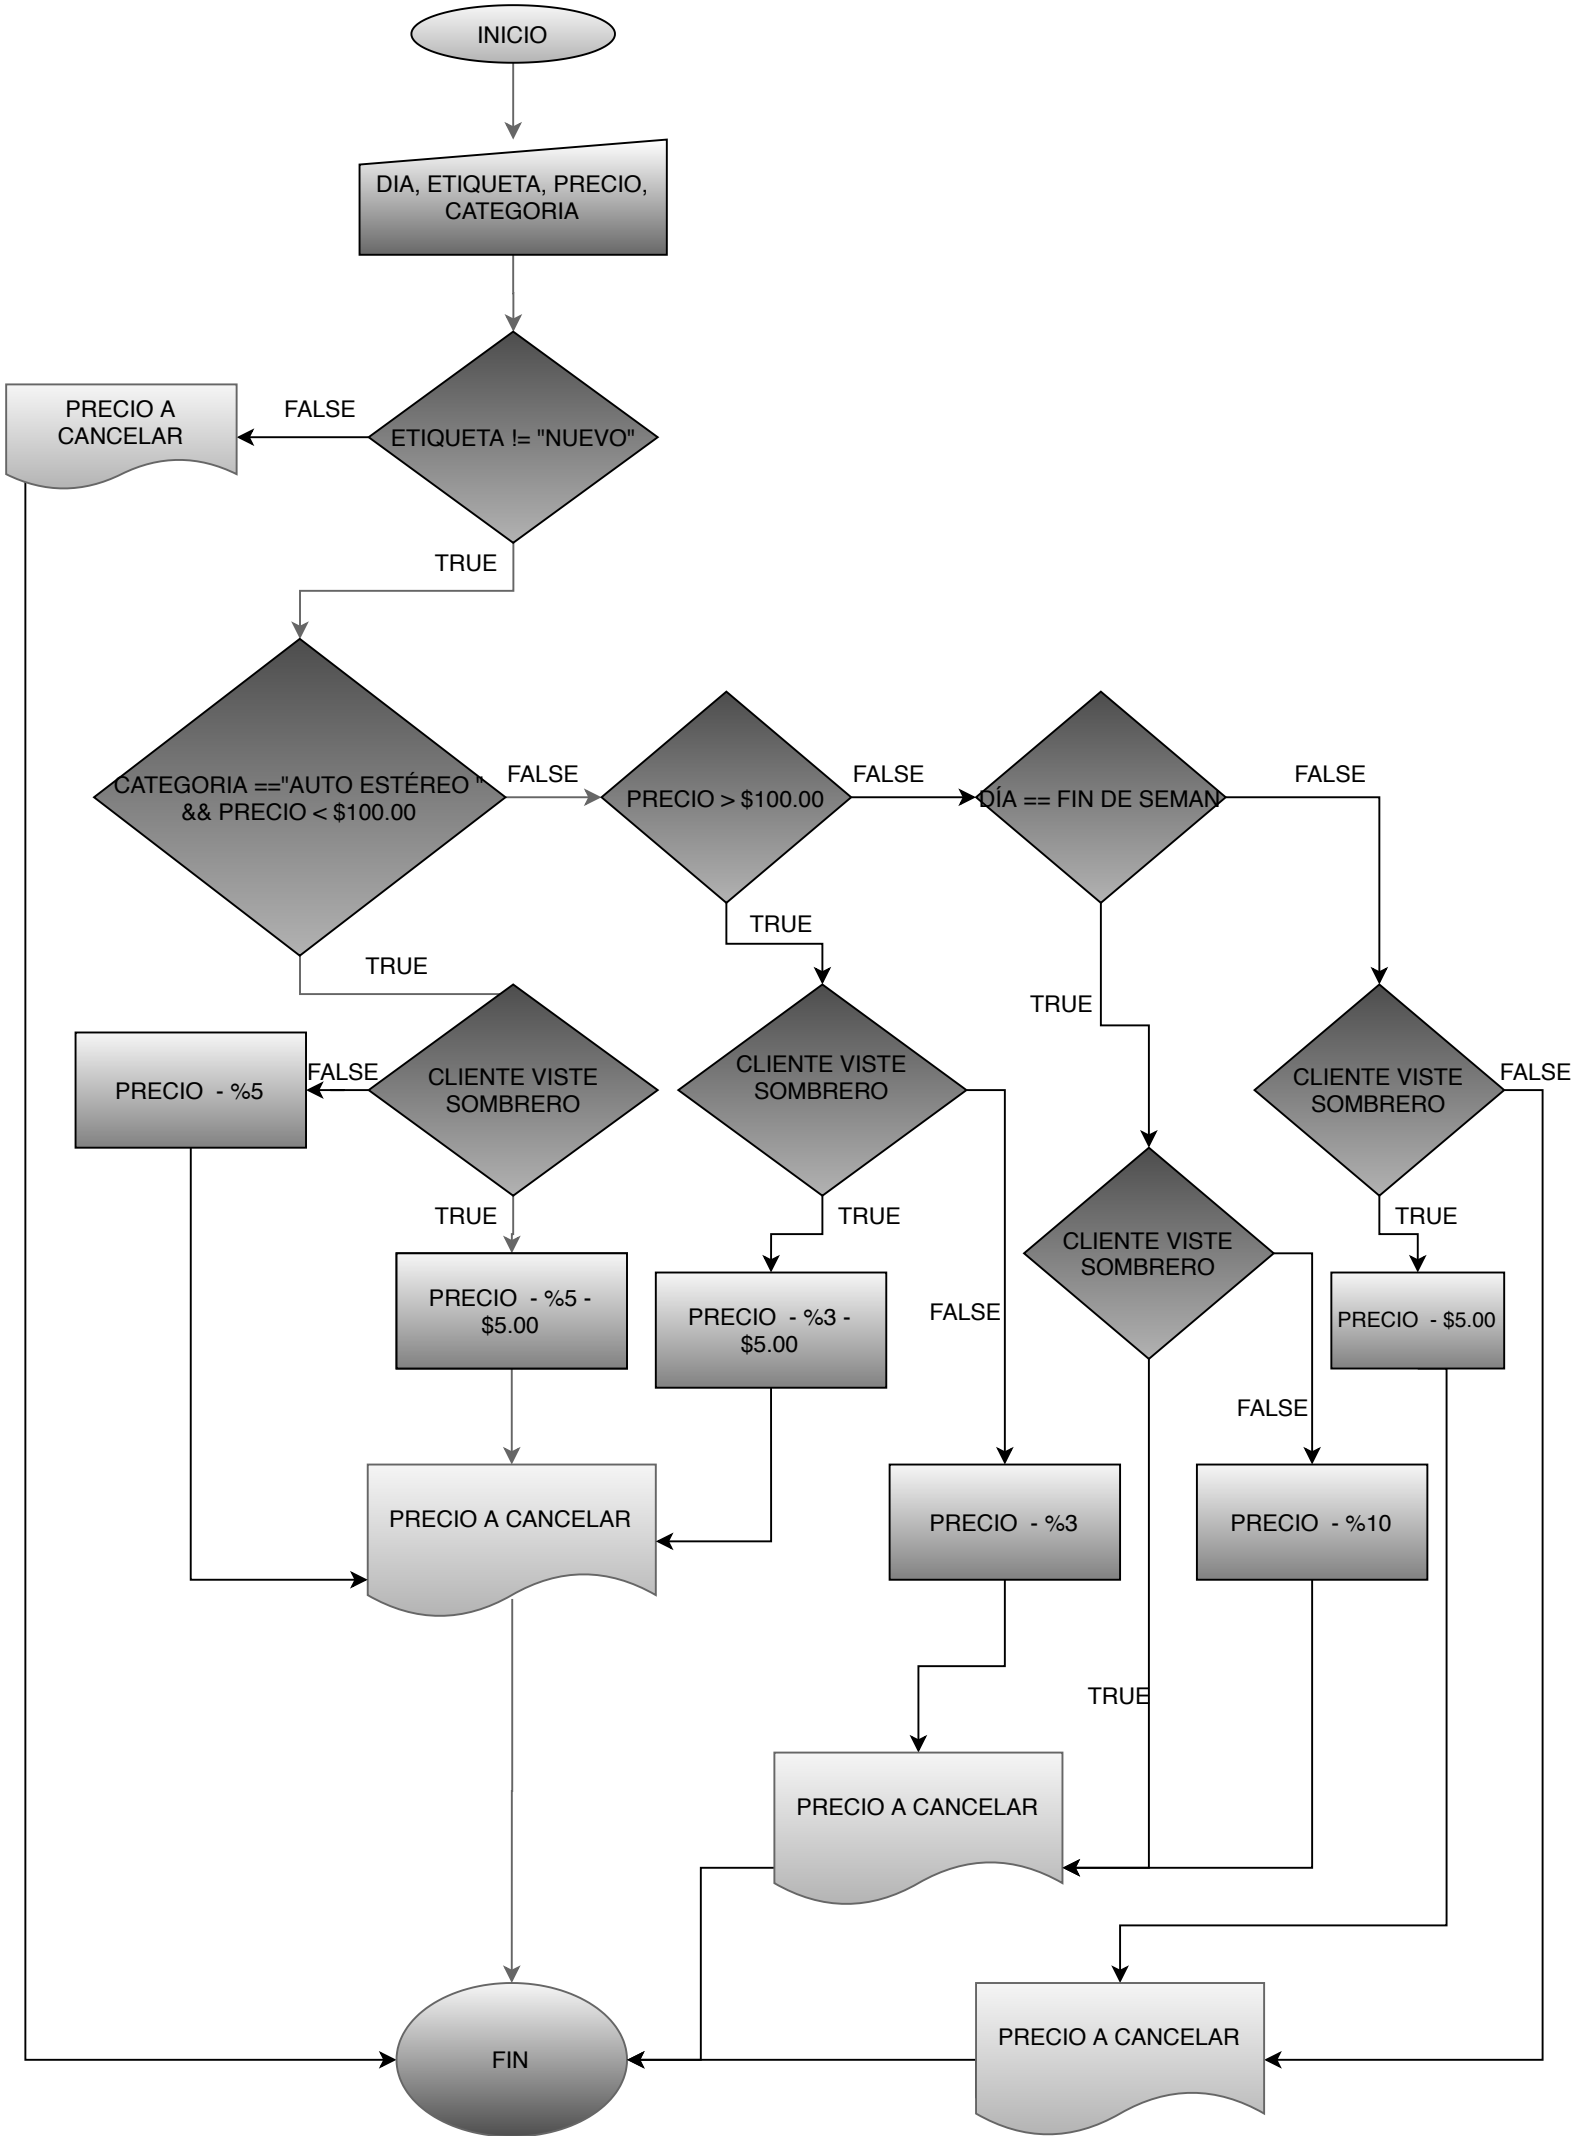 INICIO
DIA, ETIQUETA, PRECIO,
CATEGORIA
PRECIO A
CANCELAR
FALSE
ETIQUETA != "NUEVO"
TRUE
CATEGORIA =="AUTO ESTÉREO "
&& PRECIO < $100.00
FALSE
PRECIO > $100.00
FALSE
DÍA == FIN DE SEMAN
FALSE
TRUE
TRUE
TRUE
PRECIO - %5
FALSE
CLIENTE VISTE
SOMBRERO
CLIENTE VISTE
SOMBRERO
CLIENTE VISTE
SOMBRERO
FALSE
TRUE
TRUE
CLIENTE VISTE
SOMBRERO
TRUE
PRECIO - %5 -
$5.00
PRECIO - %3 -
$5.00
FALSE
PRECIO - $5.00
FALSE
PRECIO A CANCELAR
PRECIO - %3
PRECIO - %10
TRUE
PRECIO A CANCELAR
FIN
PRECIO A CANCELAR